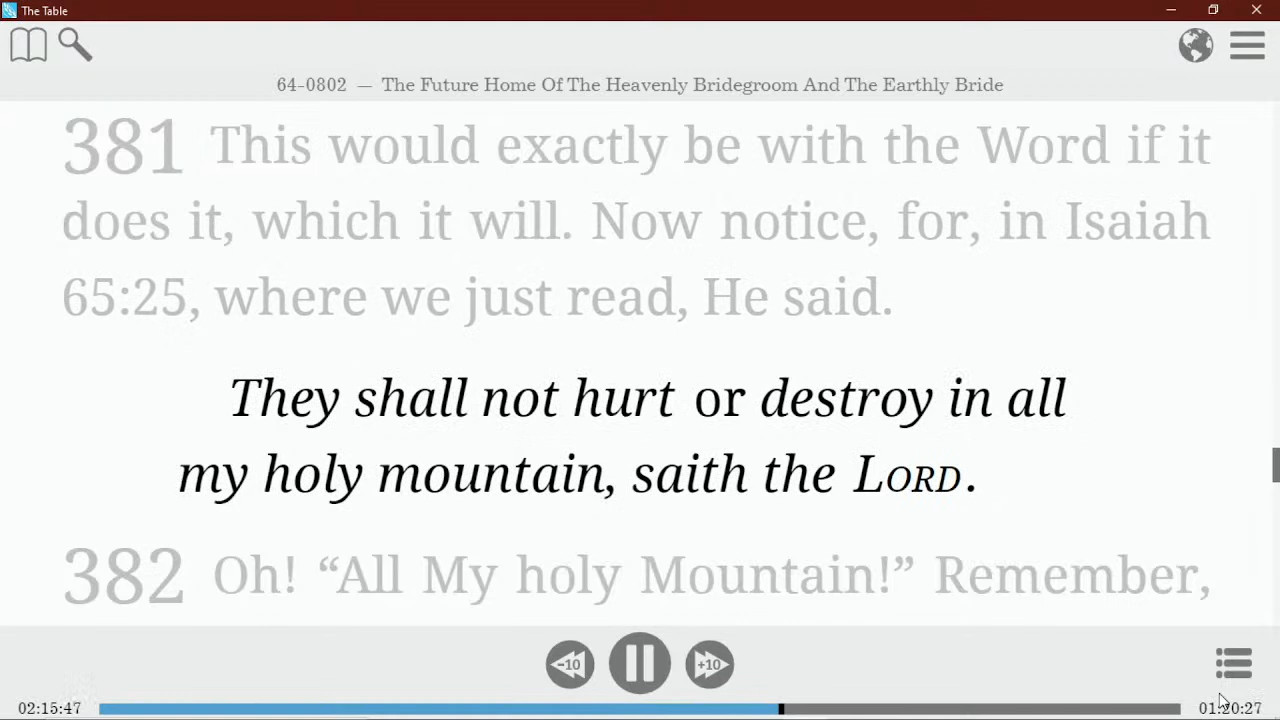 The Table
64-0802 — The Future Home Of The Heavenly Bridegroom And The Earthly Bride
381 This would exactly be with the Word if it
does it, which it will. Now notice, for, in Isaiah
65:25, where we just read, He said.
They shall not hurt or destroy in all
my holy mountain, saith the LORD.
382 Oh! “All My holy Mountain!” Remember,
-10 +10
02:15:47 01:20:27